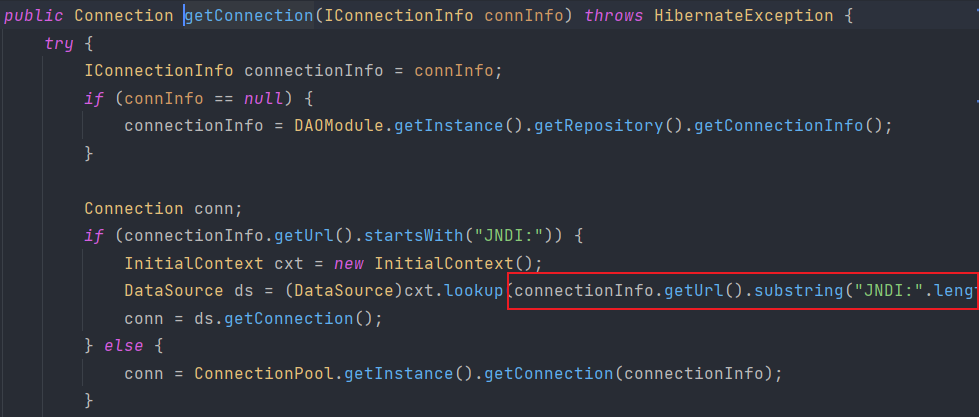 public Connection getConnection(IConnectionInfo connInfo) throws HibernateException {
try {
IConnectionInfo connectionInfo = connInfo;
if (connInfo == null) {
connectionInfo = DAOModule.getInstance().getRepository().getConnectionInfo();
}
Connection conn;
if (connectionInfo.getUrl().startsWith("JNDI:")) {
InitialContext cxt = new InitialContext();
DataSource ds = (DataSource)cxt.lookup(connectionInfo.getUrl().substring("JNDI:".leng
conn = ds.getConnection();
} else {
conn = ConnectionPool.getInstance().getConnection(connectionInfo);
}